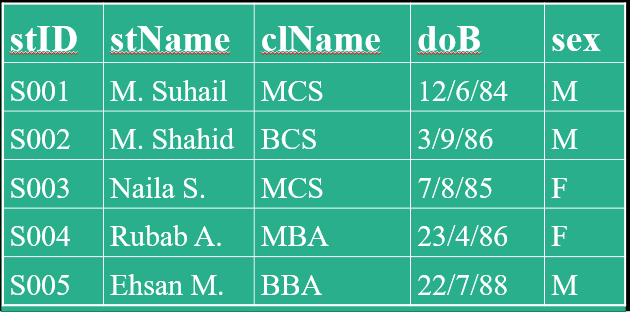 stID stName clName doB sex
S001 M. Suhail MCS 12/6/84 M
S002 M. Shahid BCS 3/9/86 M
S003 Naila S. MCS 7/8/85 F
S004 Rubab A. MBA 23/4/86 F
S005 Ehsan M. BBA 22/7/88 M